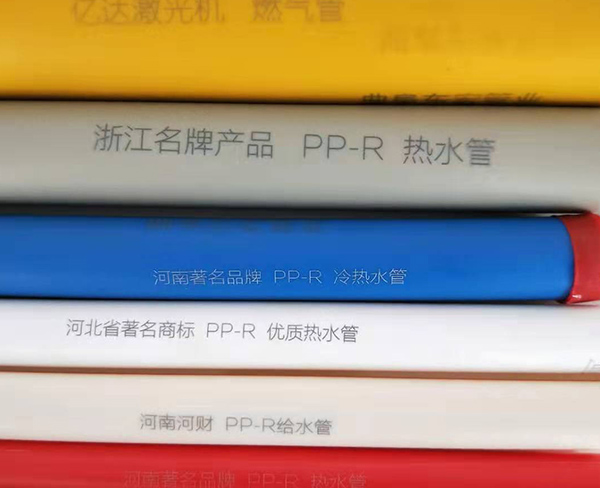 亿达激光机 燃气管
浙江名牌产品 PP-R 热水管
河南著名品牌 PP-R 冷热水管
河北省著名商标 PP-R 优质热水管
河南河财 PP-R给水管
河南著名品牌 PP-R 热水管